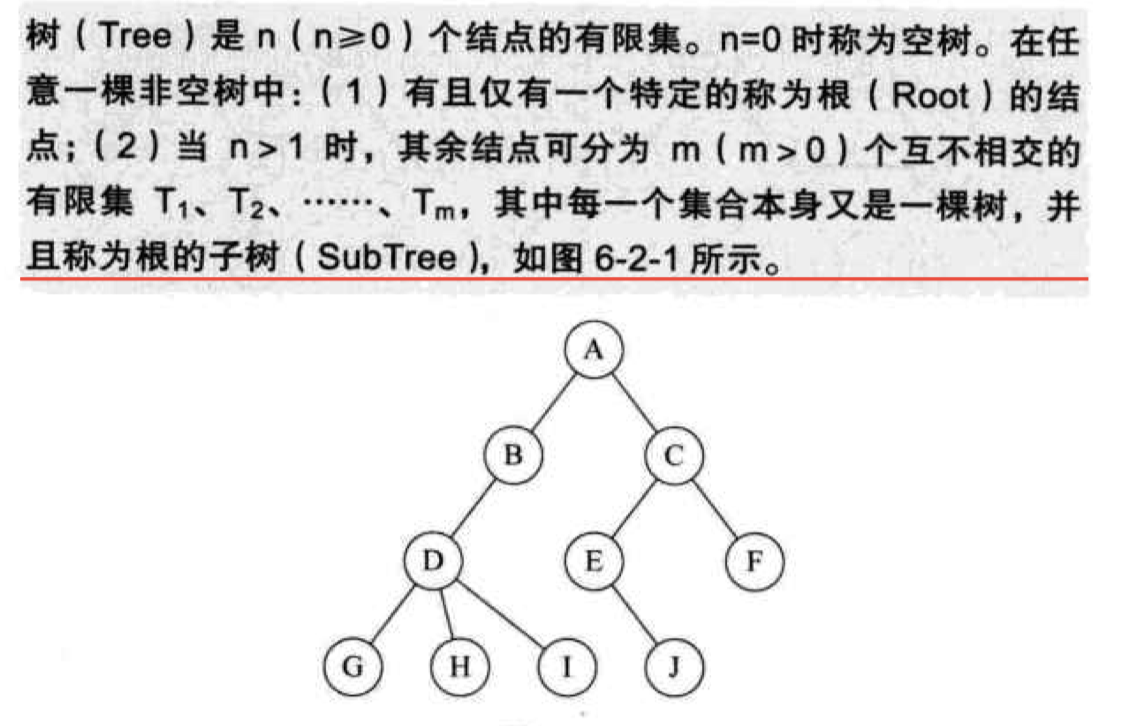 树（Tree）是 n（n≥0）个结点的有限集。n=0 时称为空树。在任
意一棵非空树中：（1）有且仅有一个特定的称为根（Root）的结
点；（2）当 n＞1 时，其余结点可分为 m（m＞0）个互不相交的
有限集 T₁、T₂、……、Tₘ，其中每一个集合本身又是一棵树，并
且称为根的子树（SubTree），如图 6-2-1 所示。
A
B C
D E F
G H I J